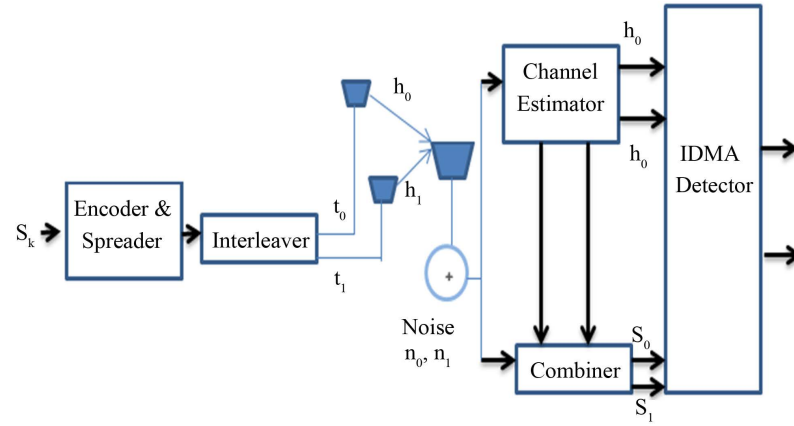 S_k
Encoder &
Spreader
Interleaver
t_0
t_1
h_0
h_1
+
Noise
n_0, n_1
Channel
Estimator
Combiner
h_0
h_0
S_0
S_1
IDMA
Detector